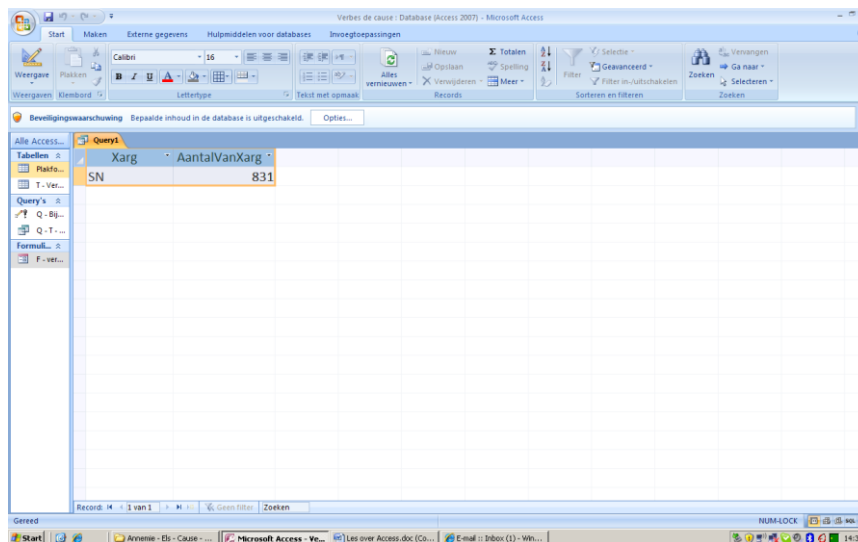 Verbes de cause : Database (Access 2007) - Microsoft Access
Start Maken Externe gegevens Hulpmiddelen voor databases Invoegtoepassingen
Weergave
Weergaven
Plakken
Klembord
Calibri 16
B I U A
Lettertype
Tekst met opmaak
Alles vernieuwen
Nieuw Σ Totalen
Opslaan Spelling
Verwijderen Meer
Records
Filter
Selectie
Geavanceerd
Filter in-/uitschakelen
Sorteren en filteren
Zoeken
Vervangen
Ga naar
Selecteren
Zoeken
Beveiligingswaarschuwing Bepaalde inhoud in de database is uitgeschakeld. Opties...
Alle Access... Query1
Tabellen
Plakfo...
T - Ver...
Query's
Q - Bij...
Q - T - ...
Formuli...
F - ver...
Xarg AantalVanXarg
SN 831
Record: 1 van 1 Geen filter Zoeken
Gereed NUM-LOCK SQL
Start Annemie - Els - Cause - ... Microsoft Access - Ve... Les over Access.doc (Co... E-mail :: Inbox (1) - Win...